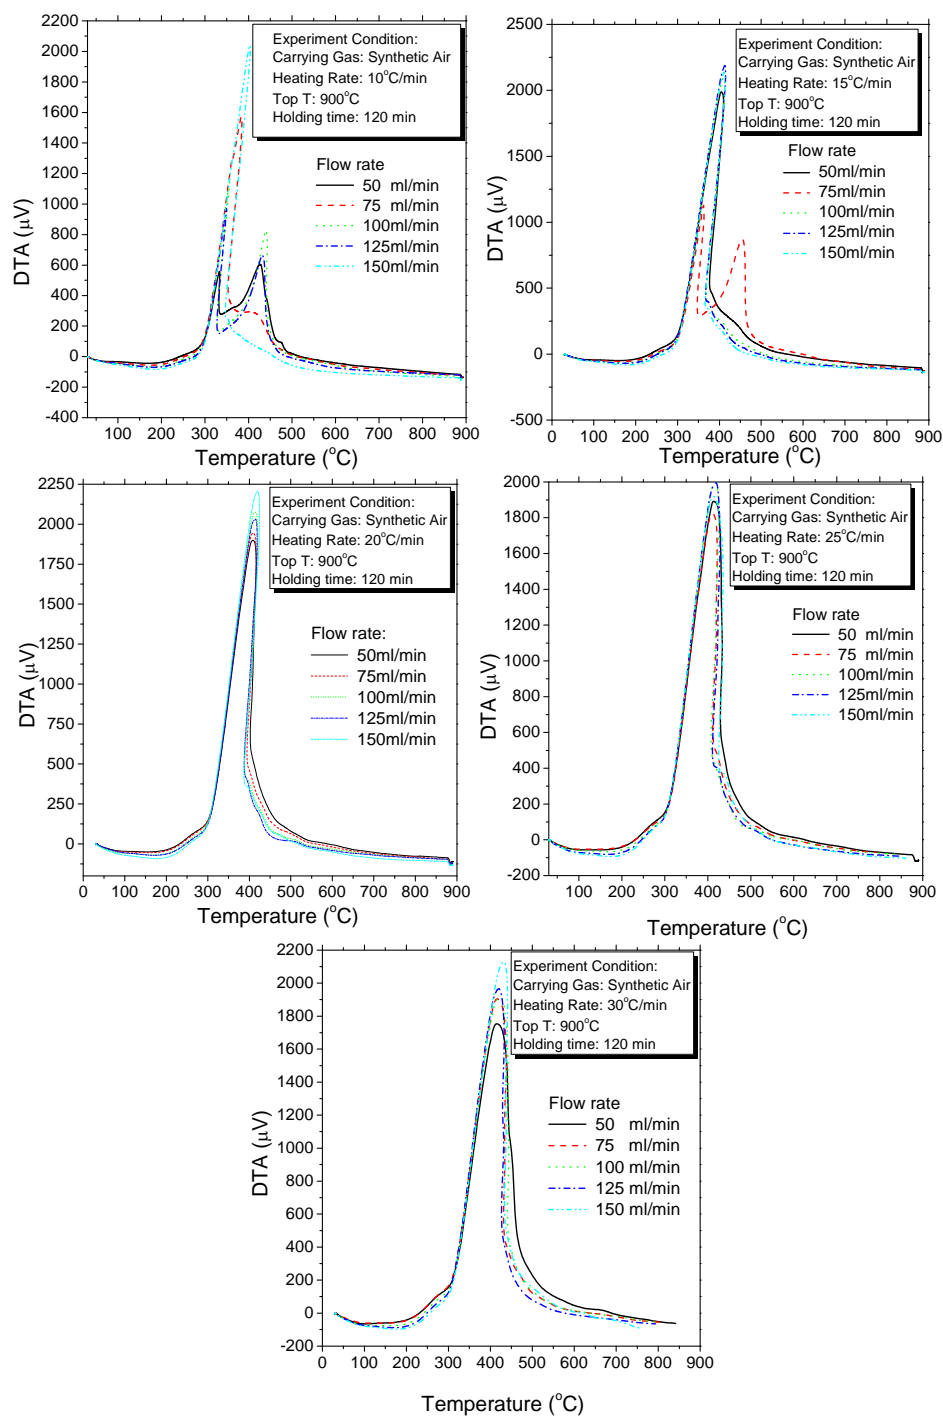 2200
2000
1800
1600
1400
1200
1000
800
600
400
200
0
-200
-400
DTA (μV)
100 200 300 400 500 600 700 800 900
Temperature (°C)
Experiment Condition:
Carrying Gas: Synthetic Air
Heating Rate: 10°C/min
Top T: 900°C
Holding time: 120 min
Flow rate
50 ml/min
75 ml/min
100ml/min
125ml/min
150ml/min
2500
2000
1500
1000
500
0
-500
DTA (μV)
0 100 200 300 400 500 600 700 800 900
Temperature (°C)
Experiment Condition:
Carrying Gas: Synthetic Air
Heating Rate: 15°C/min
Top T: 900°C
Holding time: 120 min
Flow rate
50ml/min
75ml/min
100ml/min
125ml/min
150ml/min
2250
2000
1750
1500
1250
1000
750
500
250
0
DTA (μV)
0 100 200 300 400 500 600 700 800 900
Temperature (°C)
Experiment Condition:
Carrying Gas: Synthetic Air
Heating Rate: 20°C/min
Top T: 900°C
Holding time: 120 min
Flow rate:
50ml/min
75ml/min
100ml/min
125ml/min
150ml/min
2000
1800
1600
1400
1200
1000
800
600
400
200
0
-200
DTA (μV)
100 200 300 400 500 600 700 800 900
Temperature (°C)
Experiment Condition:
Carrying Gas: Synthetic Air
Heating Rate: 25°C/min
Top T: 900°C
Holding time: 120 min
Flow rate
50 ml/min
75 ml/min
100ml/min
125ml/min
150ml/min
2200
2000
1800
1600
1400
1200
1000
800
600
400
200
0
-200
DTA (μV)
0 100 200 300 400 500 600 700 800 900
Temperature (°C)
Experiment Condition:
Carrying Gas: Synthetic Air
Heating Rate: 30°C/min
Top T: 900°C
Holding time: 120 min
Flow rate
50 ml/min
75 ml/min
100 ml/min
125 ml/min
150 ml/min